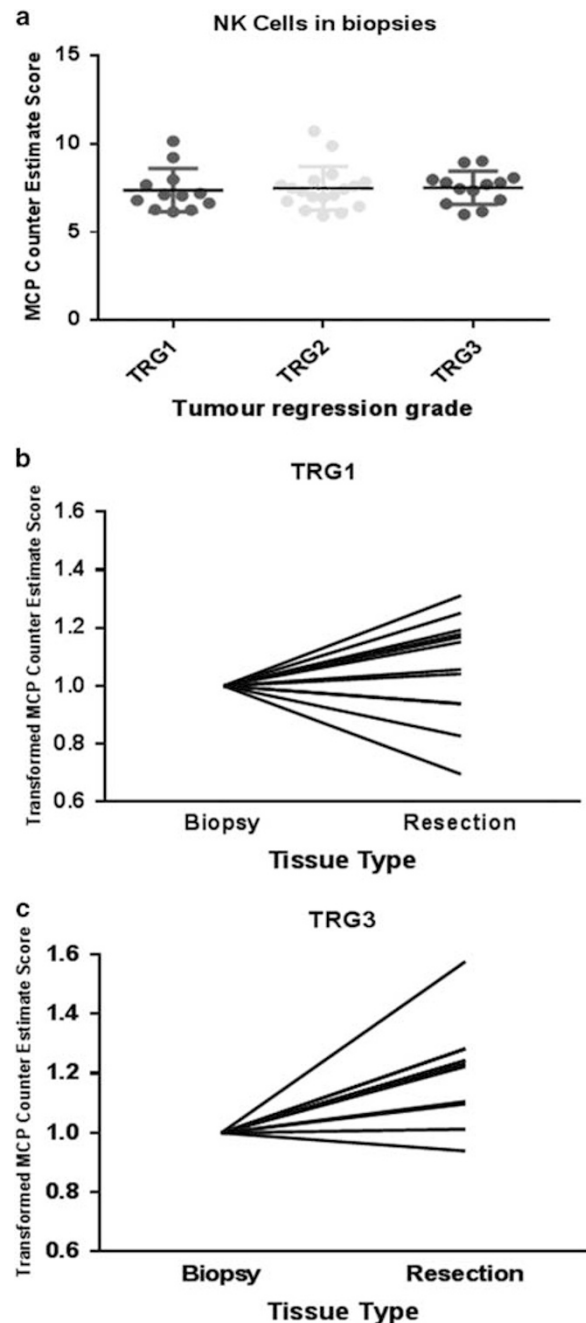 a
NK Cells in biopsies
MCP Counter Estimate Score
15
10
5
0
TRG1
TRG2
TRG3
Tumour regression grade
b
TRG1
Transformed MCP Counter Estimate Score
1.6
1.4
1.2
1.0
0.8
0.6
Biopsy Resection
Tissue Type
c
TRG3
Transformed MCP Counter Estimate Score
1.6
1.4
1.2
1.0
0.8
0.6
Biopsy Resection
Tissue Type